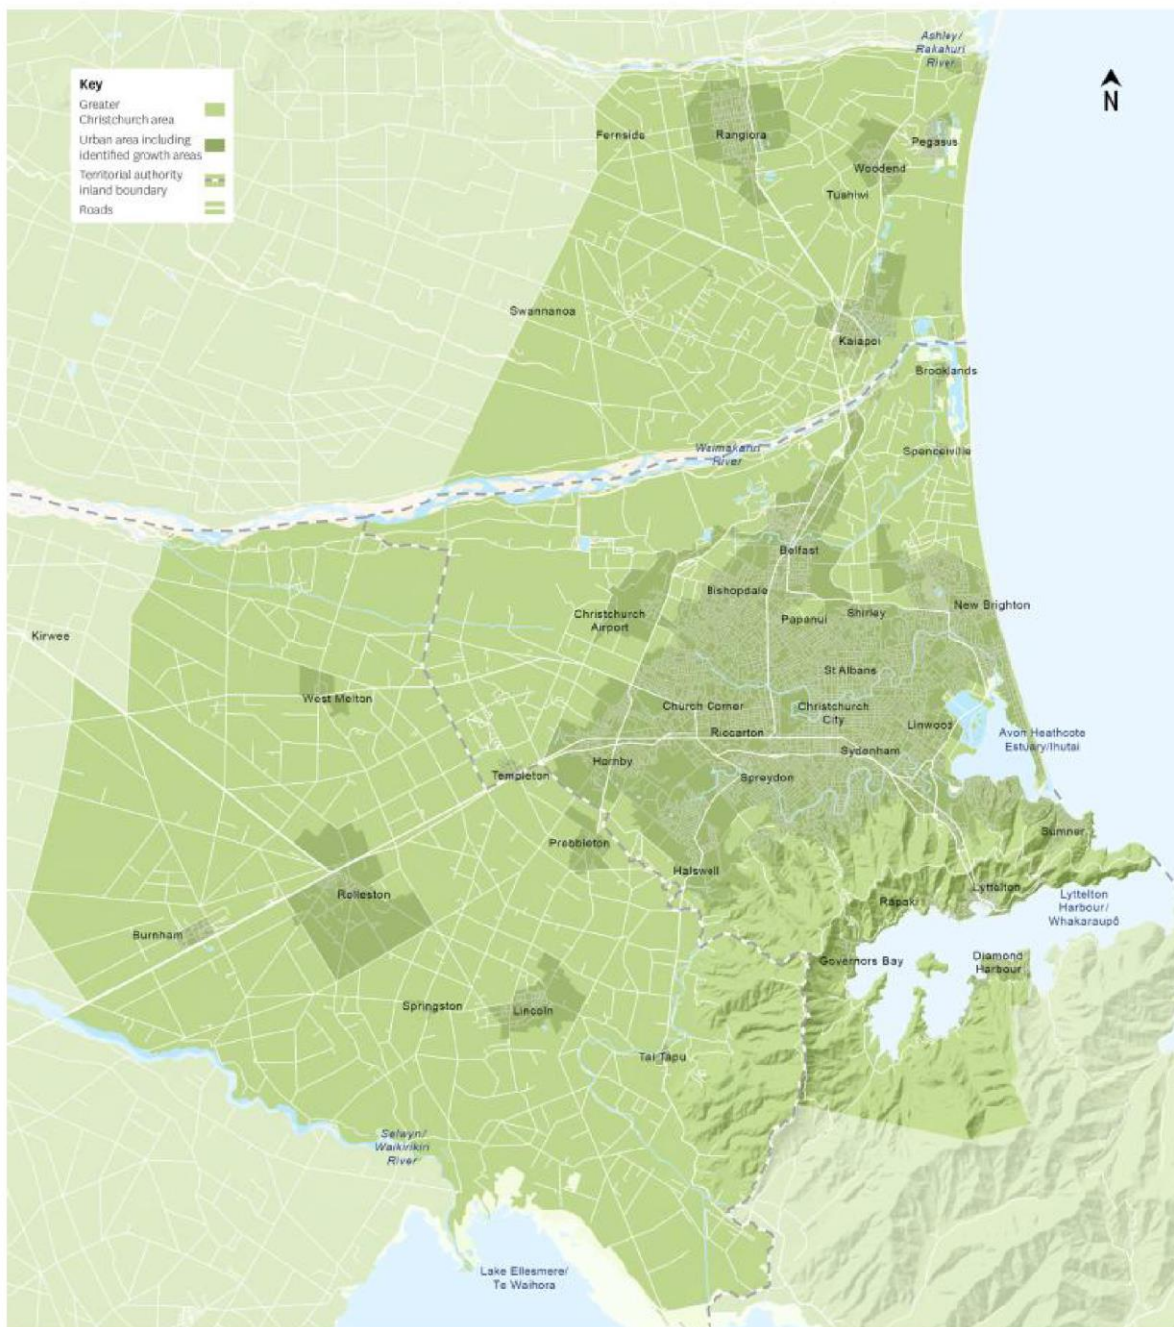 Key
Greater
Christchurch area
Urban area including
identified growth areas
Territorial authority
inland boundary
Roads
Ashley/
Rakahuri
River
N
Fernside
Rangiora
Pegasus
Woodend
Tuahiwi
Swannanoa
Kaiapoi
Brooklands
Waimakariri
River
Spencerville
Belfast
Bishopdale
Christchurch
Airport
Papanui
Shirley
New Brighton
Kirwee
St Albans
West Melton
Church Corner
Christchurch
City
Linwood
Riccarton
Avon Heathcote
Estuary/Ihutai
Sydenham
Hornby
Templeton
Spreydon
Sumner
Prebbleton
Halswell
Rolleston
Lyttelton
Rapaki
Lyttelton
Harbour/
Whakaraupō
Burnham
Governors Bay
Diamond
Harbour
Springston
Lincoln
Tai Tapu
Selwyn/
Waikirikiri
River
Lake Ellesmere/
Te Waihora